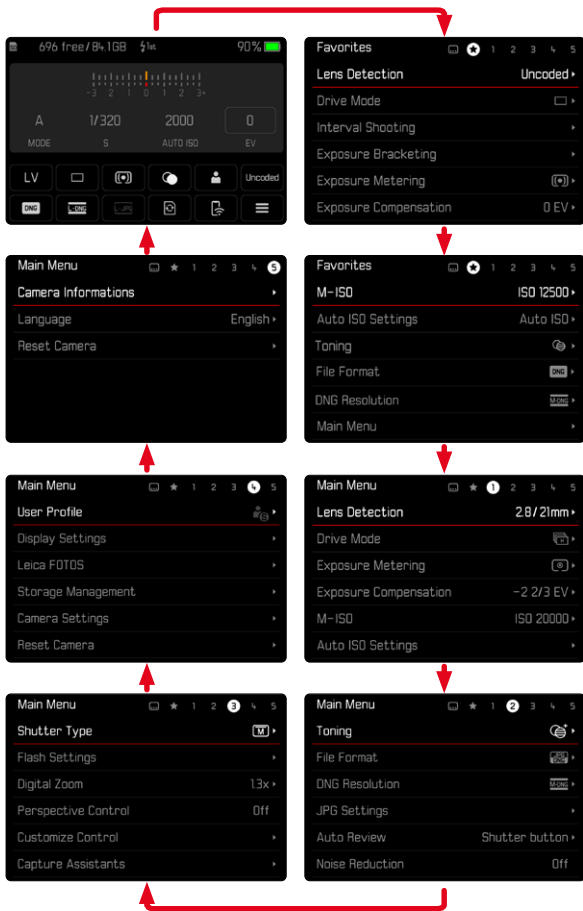 696 free/84.1GB 1st 90%
-3 2 1 0 1 2 3+
A 1/320 2000 0
MODE S AUTO ISO EV
LV Uncoded
DNG L-DNG L-JPG
Favorites 1 2 3 4 5
Lens Detection Uncoded
Drive Mode
Interval Shooting
Exposure Bracketing
Exposure Metering
Exposure Compensation 0 EV
Main Menu 1 2 3 4 5
Camera Informations
Language English
Reset Camera
Favorites 1 2 3 4 5
M-ISO ISO 12500
Auto ISO Settings Auto ISO
Toning
File Format DNG
DNG Resolution M-DNG
Main Menu
Main Menu 1 2 3 4 5
User Profile
Display Settings
Leica FOTOS
Storage Management
Camera Settings
Reset Camera
Main Menu 1 2 3 4 5
Lens Detection 2.8/21mm
Drive Mode H
Exposure Metering
Exposure Compensation -2 2/3 EV
M-ISO ISO 20000
Auto ISO Settings
Main Menu 1 2 3 4 5
Shutter Type M
Flash Settings
Digital Zoom 1.3x
Perspective Control Off
Customize Control
Capture Assistants
Main Menu 1 2 3 4 5
Toning
File Format JPG DNG
DNG Resolution M-DNG
JPG Settings
Auto Review Shutter button
Noise Reduction Off